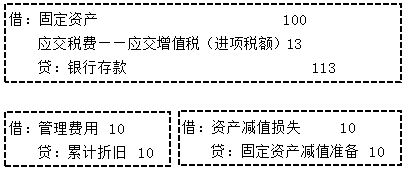 借：固定资产 100
应交税费——应交增值税（进项税额）13
贷：银行存款 113
借：管理费用 10
贷：累计折旧 10
借：资产减值损失 10
贷：固定资产减值准备 10